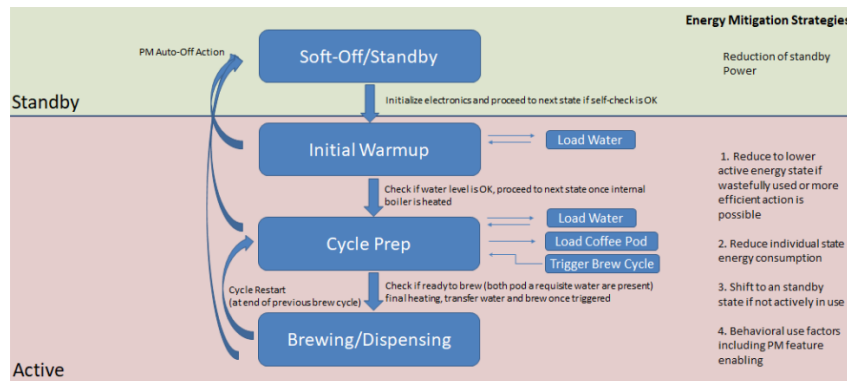 Energy Mitigation Strategies
PM Auto-Off Action
Soft-Off/Standby
Reduction of standby
Power
Standby
Initialize electronics and proceed to next state if self-check is OK
Initial Warmup
Load Water
Check if water level is OK, proceed to next state once internal
boiler is heated
1. Reduce to lower
active energy state if
wastefully used or more
efficient action is
possible
Cycle Prep
Load Water
Load Coffee Pod
Trigger Brew Cycle
2. Reduce individual state
energy consumption
Cycle Restart
(at end of previous brew cycle)
Check if ready to brew (both pod a requisite water are present)
final heating, transfer water and brew once triggered
3. Shift to an standby
state if not actively in use
Brewing/Dispensing
4. Behavioral use factors
including PM feature
enabling
Active